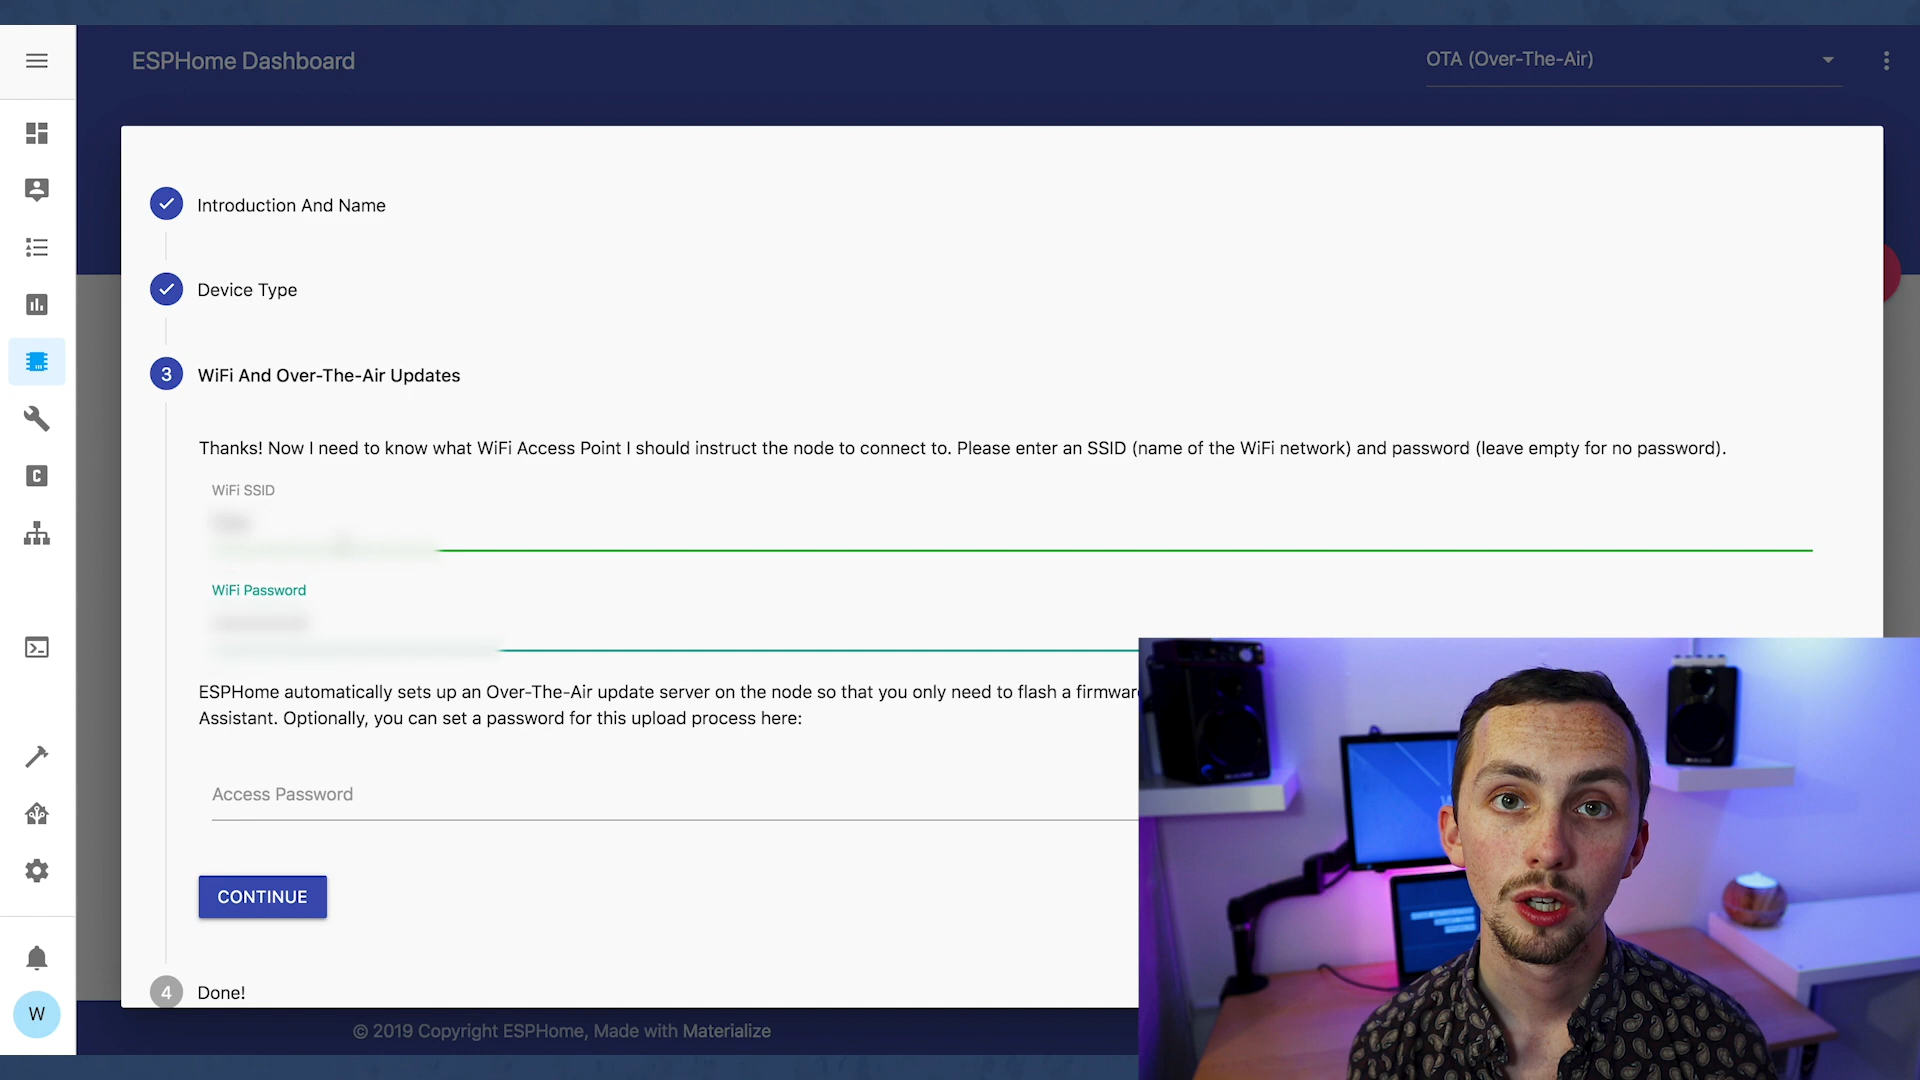 ESPHome Dashboard
OTA (Over-The-Air)
Introduction And Name
Device Type
3
WiFi And Over-The-Air Updates
Thanks! Now I need to know what WiFi Access Point I should instruct the node to connect to. Please enter an SSID (name of the WiFi network) and password (leave empty for no password).
WiFi SSID
WiFi Password
ESPHome automatically sets up an Over-The-Air update server on the node so that you only need to flash a firmware
Assistant. Optionally, you can set a password for this upload process here:
Access Password
CONTINUE
4
Done!
C
W
© 2019 Copyright ESPHome, Made with Materialize